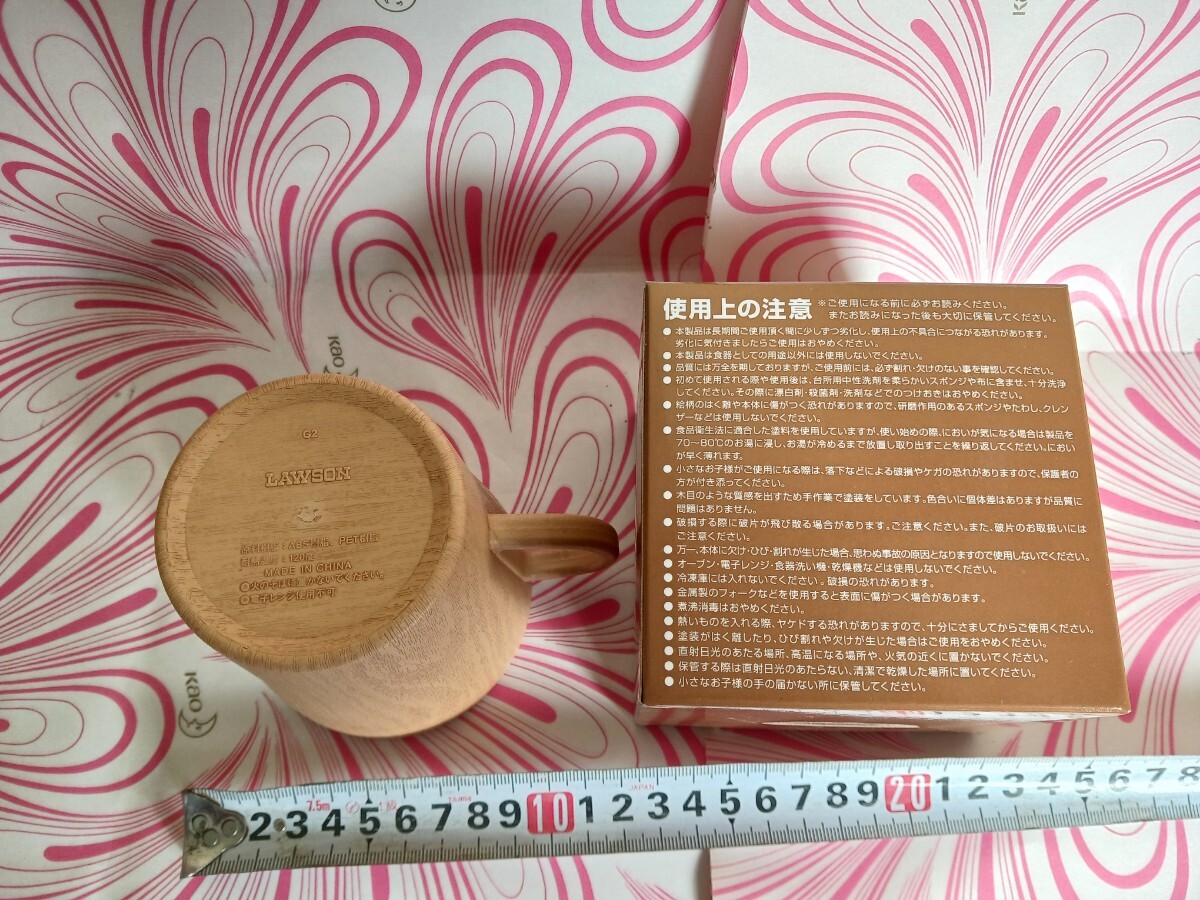 Kao
G2
LAWSON
MADE IN CHINA
●電子レンジ使用不可
使用上の注意
※ご使用になる前に必ずお読みください。
またお読みになった後も大切に保管してください。
● 本製品は長期間ご使用頂く間に少しずつ劣化し、使用上の不具合につながる恐れがあります。
劣化に気付きましたらご使用はおやめください。
● 本製品は食器としての用途以外には使用しないでください。
● 品質には万全を期しておりますが、ご使用前には、必ず割れ・欠けのない事を確認してください。
● 初めて使用される際や使用後は、台所用中性洗剤を柔らかいスポンジや布に含ませ、十分洗浄
してください。その際に漂白剤・殺菌剤・洗剤などでのつけおきはおやめください。
● 絵柄のはく離や本体に傷がつく恐れがありますので、研磨作用のあるスポンジやたわし、クレン
ザーなどは使用しないでください。
● 食品衛生法に適合した塗料を使用していますが、使い始めの際、においが気になる場合は製品を
70〜80℃のお湯に浸し、お湯が冷めるまで放置し取り出すことを繰り返してください。におい
が早く薄れます。
● 小さなお子様がご使用になる際は、落下などによる破損やケガの恐れがありますので、保護者の
方が付き添ってください。
● 木目のような質感を出すため手作業で塗装をしています。色合いに個体差はありますが品質に
問題はありません。
● 破損する際に破片が飛び散る場合があります。ご注意ください。また、破片のお取扱いには
ご注意ください。
● 万一、本体に欠け・ひび・割れが生じた場合、思わぬ事故の原因となりますので使用しないでください。
● オーブン・電子レンジ・食器洗い機・乾燥機などは使用しないでください。
● 冷凍庫には入れないでください。破損の恐れがあります。
● 金属製のフォークなどを使用すると表面に傷がつく場合があります。
● 煮沸消毒はおやめください。
● 熱いものを入れる際、ヤケドする恐れがありますので、十分にさましてからご使用ください。
● 塗装がはく離したり、ひび割れや欠けが生じた場合はご使用をおやめください。
● 直射日光のあたる場所、高温になる場所や、火気の近くに置かないでください。
● 保管する際は直射日光のあたらない、清潔で乾燥した場所に置いてください。
● 小さなお子様の手の届かない所に保管してください。
Kao
7.5m JAPAN
2 3 4 5 6 7 8 9 10 1 2 3 4 5 6 7 8 9 20 1 2 3 4 5 6 7 8